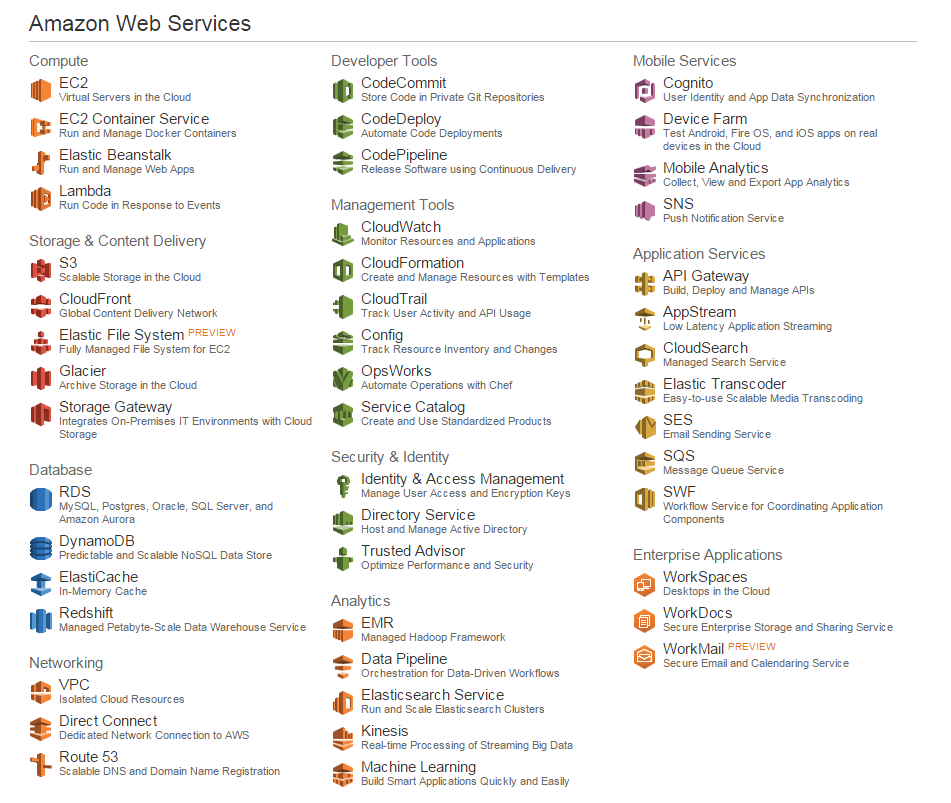 Amazon Web Services
Compute
EC2
Virtual Servers in the Cloud
EC2 Container Service
Run and Manage Docker Containers
Elastic Beanstalk
Run and Manage Web Apps
Lambda
Run Code in Response to Events
Storage & Content Delivery
S3
Scalable Storage in the Cloud
CloudFront
Global Content Delivery Network
Elastic File System PREVIEW
Fully Managed File System for EC2
Glacier
Archive Storage in the Cloud
Storage Gateway
Integrates On-Premises IT Environments with Cloud
Storage
Database
RDS
MySQL, Postgres, Oracle, SQL Server, and
Amazon Aurora
DynamoDB
Predictable and Scalable NoSQL Data Store
ElastiCache
In-Memory Cache
Redshift
Managed Petabyte-Scale Data Warehouse Service
Networking
VPC
Isolated Cloud Resources
Direct Connect
Dedicated Network Connection to AWS
Route 53
Scalable DNS and Domain Name Registration
Developer Tools
CodeCommit
Store Code in Private Git Repositories
CodeDeploy
Automate Code Deployments
CodePipeline
Release Software using Continuous Delivery
Management Tools
CloudWatch
Monitor Resources and Applications
CloudFormation
Create and Manage Resources with Templates
CloudTrail
Track User Activity and API Usage
Config
Track Resource Inventory and Changes
OpsWorks
Automate Operations with Chef
Service Catalog
Create and Use Standardized Products
Security & Identity
Identity & Access Management
Manage User Access and Encryption Keys
Directory Service
Host and Manage Active Directory
Trusted Advisor
Optimize Performance and Security
Analytics
EMR
Managed Hadoop Framework
Data Pipeline
Orchestration for Data-Driven Workflows
Elasticsearch Service
Run and Scale Elasticsearch Clusters
Kinesis
Real-time Processing of Streaming Big Data
Machine Learning
Build Smart Applications Quickly and Easily
Mobile Services
Cognito
User Identity and App Data Synchronization
Device Farm
Test Android, Fire OS, and iOS apps on real
devices in the Cloud
Mobile Analytics
Collect, View and Export App Analytics
SNS
Push Notification Service
Application Services
API Gateway
Build, Deploy and Manage APIs
AppStream
Low Latency Application Streaming
CloudSearch
Managed Search Service
Elastic Transcoder
Easy-to-use Scalable Media Transcoding
SES
Email Sending Service
SQS
Message Queue Service
SWF
Workflow Service for Coordinating Application
Components
Enterprise Applications
WorkSpaces
Desktops in the Cloud
WorkDocs
Secure Enterprise Storage and Sharing Service
WorkMail PREVIEW
Secure Email and Calendaring Service